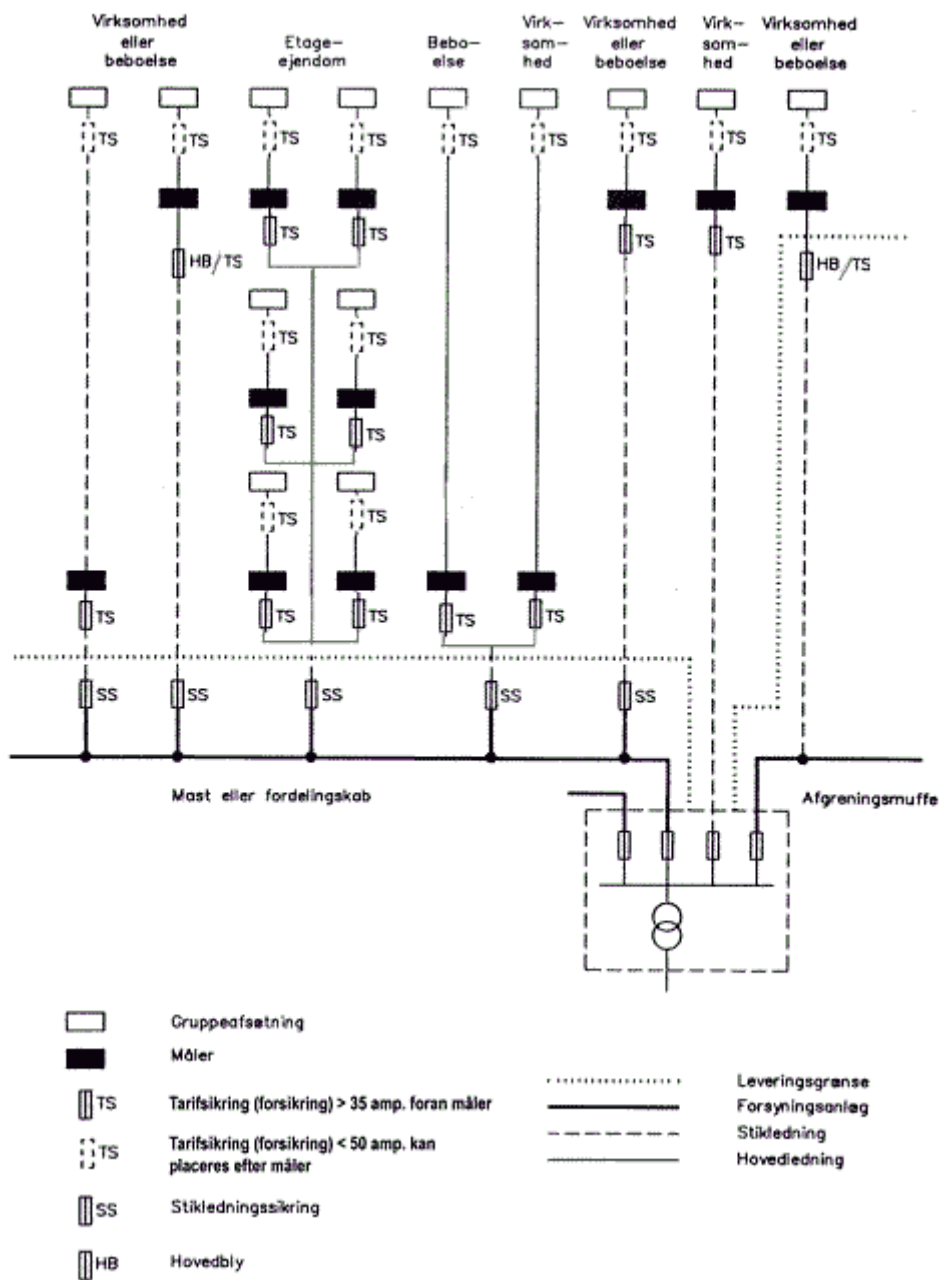 Virksomhed
eller
beboelse
Etage-
ejendom
Bebo-
else
Virk-
som-
hed
Virksomhed
eller
beboelse
Virk-
som-
hed
Virksomhed
eller
beboelse
TS
TS
TS
TS
TS
TS
TS
TS
TS
TS
TS
TS
TS
HB/TS
HB/TS
TS
TS
TS
TS
TS
TS
TS
TS
TS
TS
TS
SS
SS
SS
SS
SS
Mast eller fordelingskab
Afgreningsmuffe
Gruppeafsætning
Måler
TS Tarifsikring (forsikring) > 35 amp. foran måler
TS Tarifsikring (forsikring) < 50 amp. kan
placeres efter måler
SS Stikledningssikring
HB Hovedbly
Leveringsgrænse
Forsyningsanlæg
Stikledning
Hovedledning